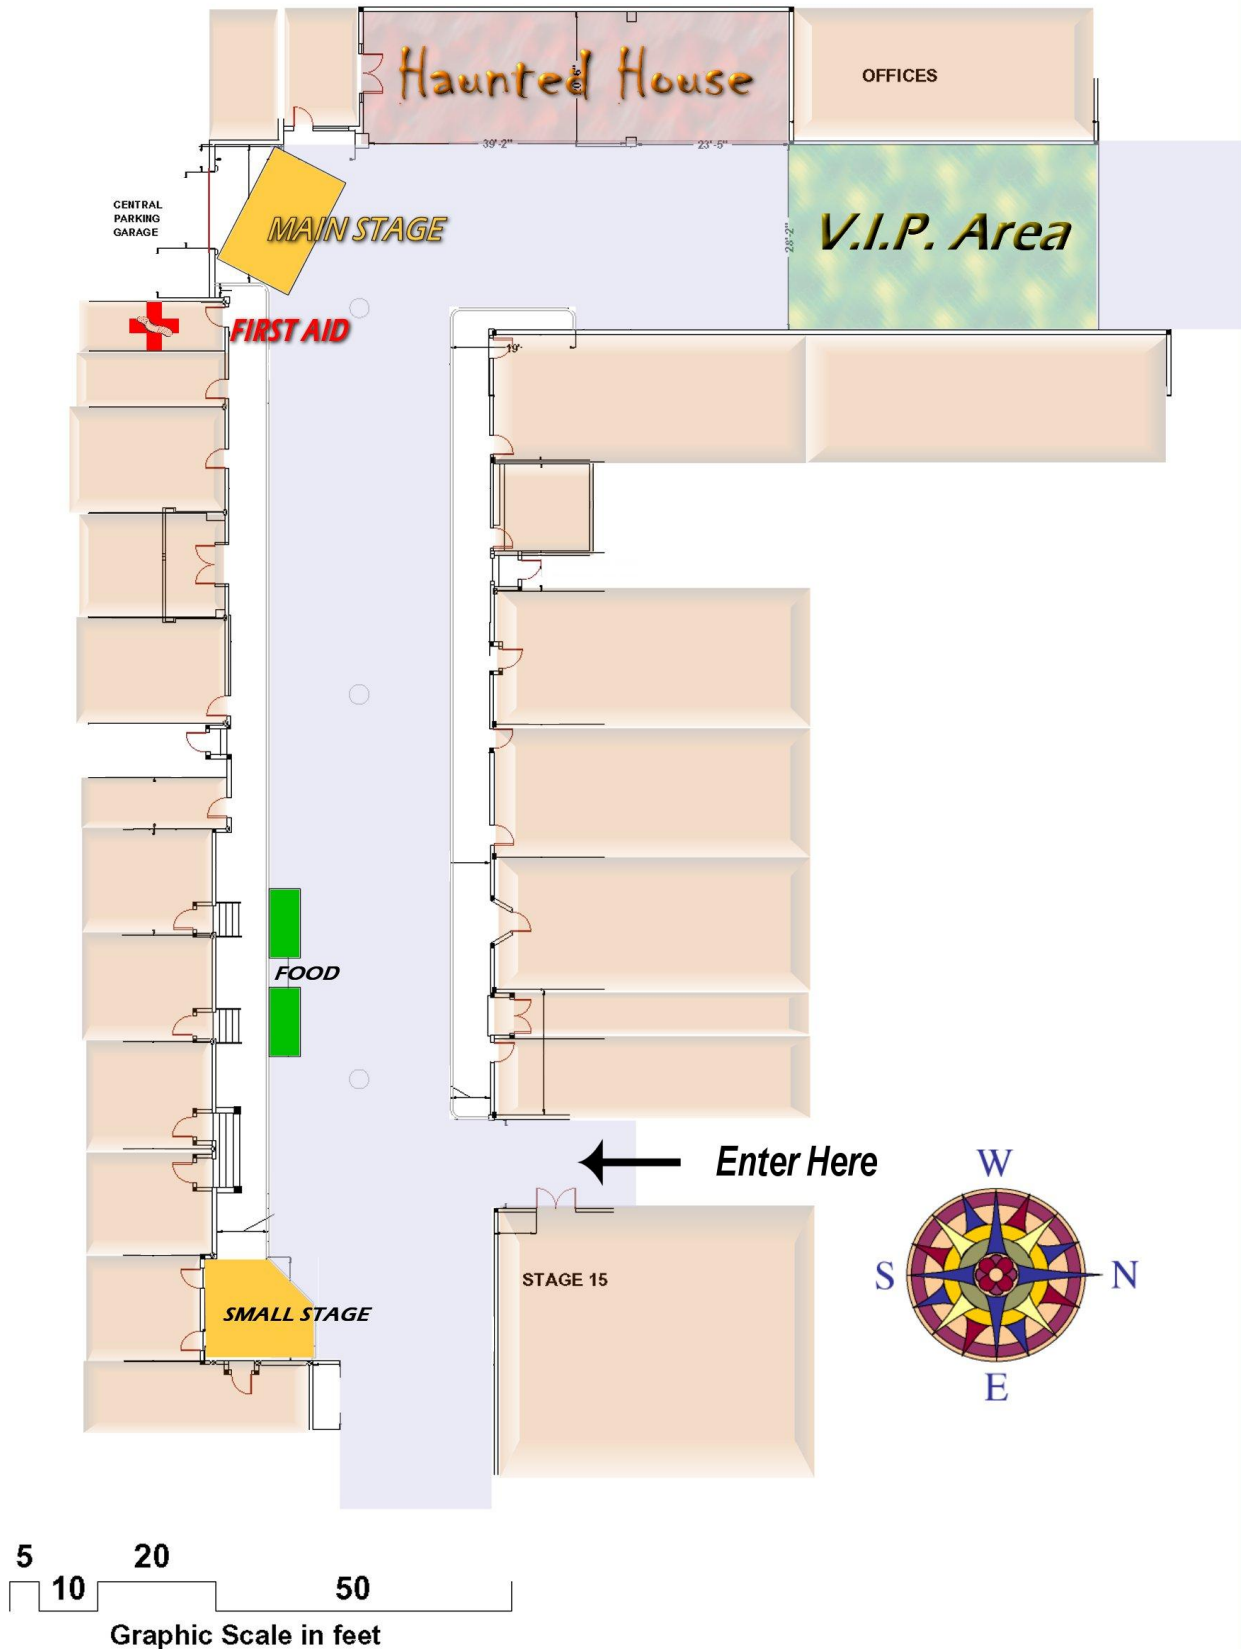 Haunted House
20'-6"
OFFICES
39'-2"
23'-5"
CENTRAL
PARKING
GARAGE
MAIN STAGE
V.I.P. Area
28'-2"
FIRST AID
19'-
FOOD
Enter Here
W
S
N
E
STAGE 15
SMALL STAGE
5
20
10
50
Graphic Scale in feet